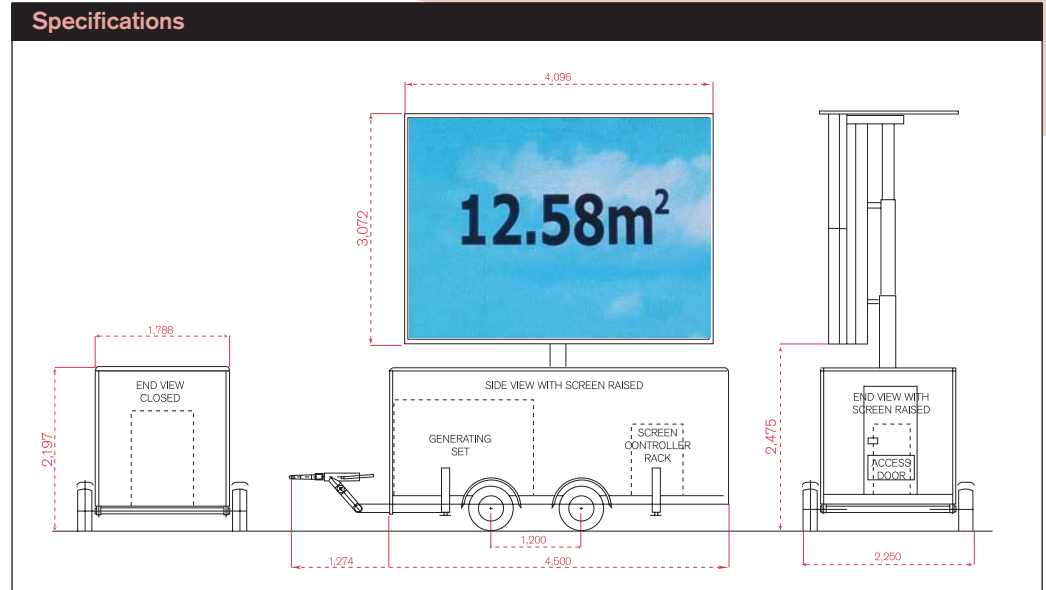 Specifications
4,096
3,072
12.58m²
1,788
END VIEW
CLOSED
2,197
SIDE VIEW WITH SCREEN RAISED
GENERATING
SET
SCREEN
CONTROLLER
RACK
1,200
1,274
4,500
2,475
END VIEW WITH
SCREEN RAISED
ACCESS
DOOR
2,250